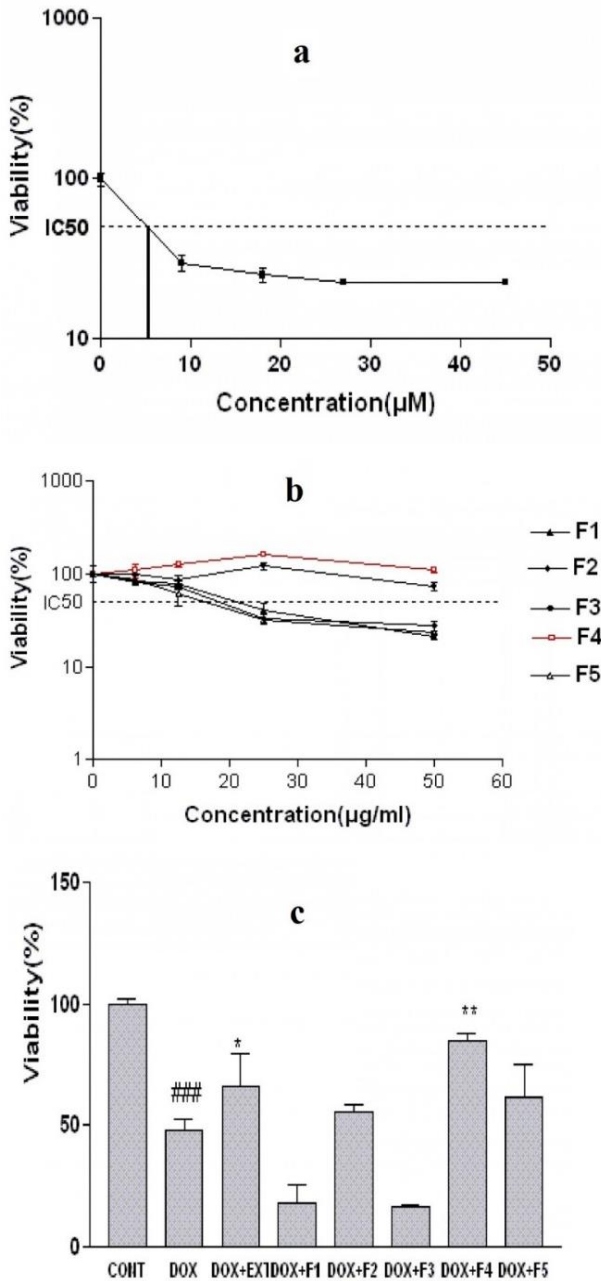 a
1000
100
IC50
10
Viability(%)
0 10 20 30 40 50
Concentration(µM)
b
1000
100
IC50
10
1
Viability(%)
0 10 20 30 40 50 60
Concentration(µg/ml)
F1
F2
F3
F4
F5
c
150
100
50
0
Viability(%)
###
*
**
CONT DOX DOX+EXT DOX+F1 DOX+F2 DOX+F3 DOX+F4 DOX+F5